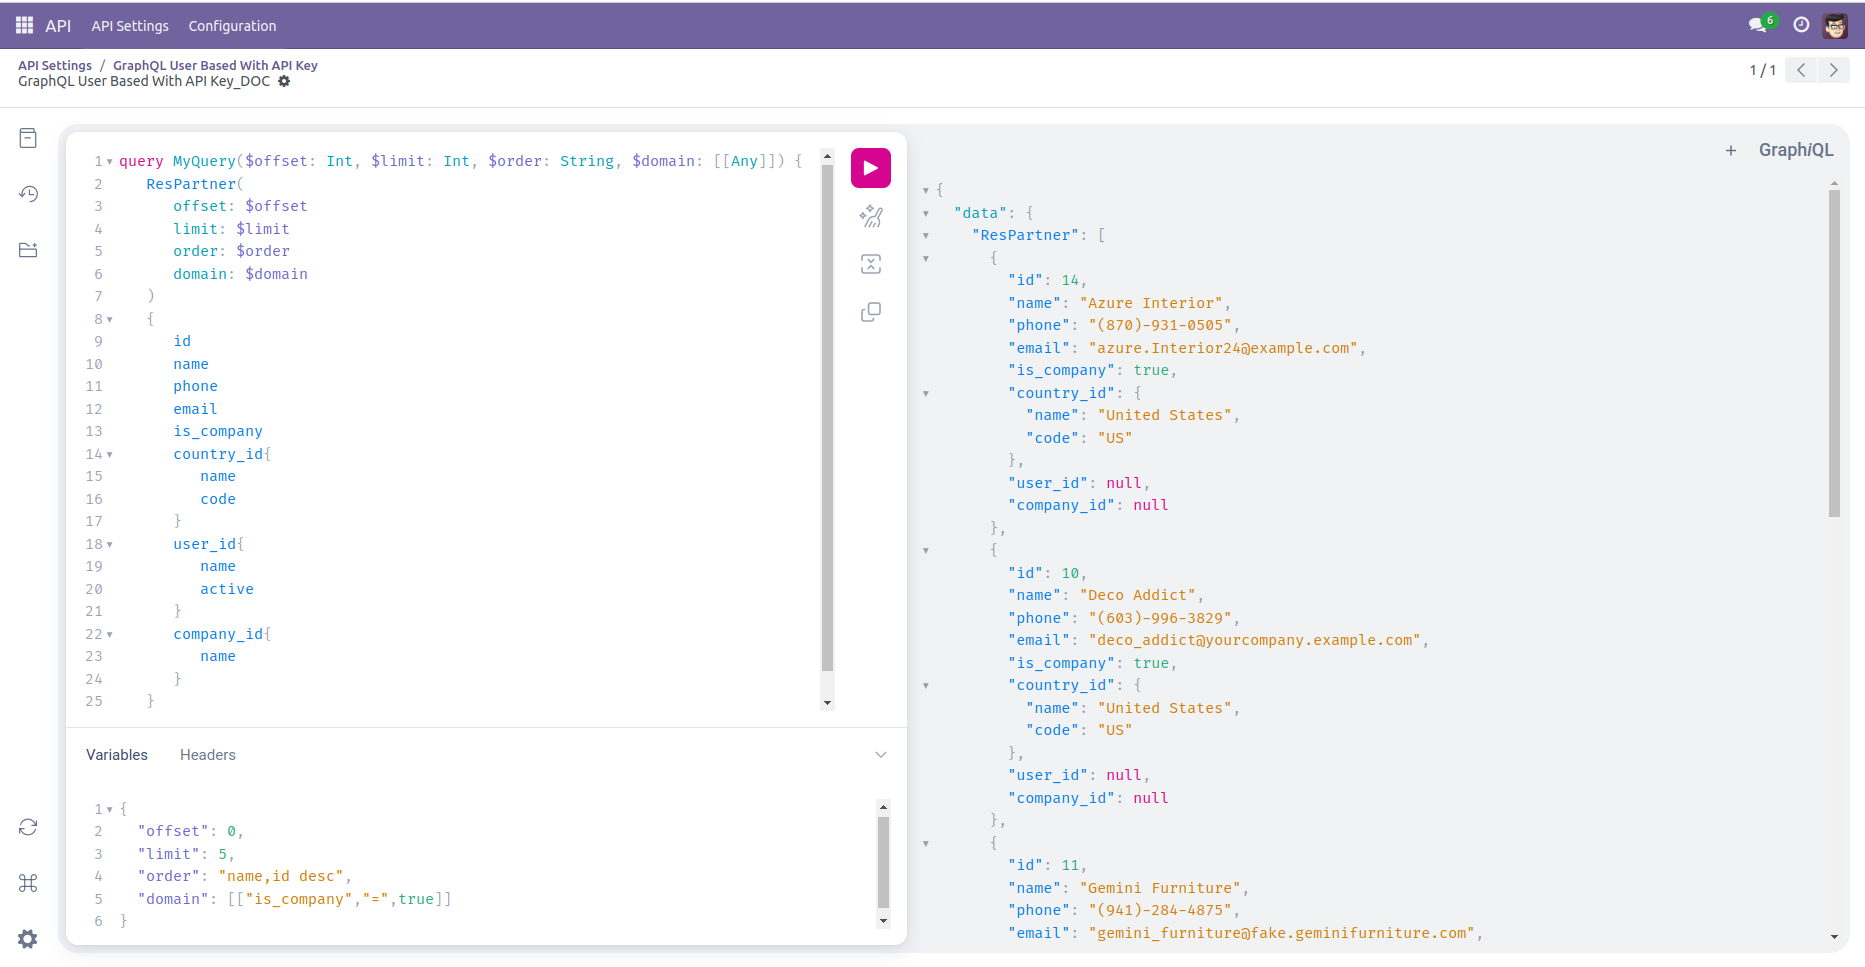 API API Settings Configuration 6
API Settings / GraphQL User Based With API Key
GraphQL User Based With API Key_DOC
1 / 1
1 query MyQuery($offset: Int, $limit: Int, $order: String, $domain: [[Any]]) {
2 ResPartner(
3 offset: $offset
4 limit: $limit
5 order: $order
6 domain: $domain
7 )
8 {
9 id
10 name
11 phone
12 email
13 is_company
14 country_id{
15 name
16 code
17 }
18 user_id{
19 name
20 active
21 }
22 company_id{
23 name
24 }
25 }
Variables Headers
1 {
2 "offset": 0,
3 "limit": 5,
4 "order": "name,id desc",
5 "domain": [["is_company","=",true]]
6 }
+ GraphiQL
{
"data": {
"ResPartner": [
{
"id": 14,
"name": "Azure Interior",
"phone": "(870)-931-0505",
"email": "azure.Interior24@example.com",
"is_company": true,
"country_id": {
"name": "United States",
"code": "US"
},
"user_id": null,
"company_id": null
},
{
"id": 10,
"name": "Deco Addict",
"phone": "(603)-996-3829",
"email": "deco_addict@yourcompany.example.com",
"is_company": true,
"country_id": {
"name": "United States",
"code": "US"
},
"user_id": null,
"company_id": null
},
{
"id": 11,
"name": "Gemini Furniture",
"phone": "(941)-284-4875",
"email": "gemini_furniture@fake.geminifurniture.com",